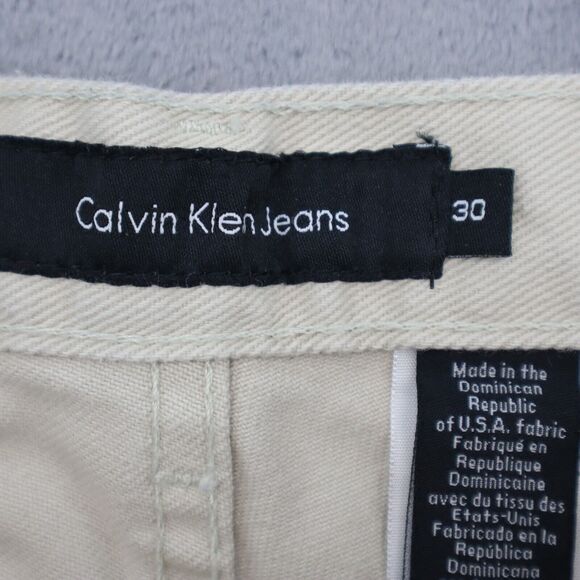 Calvin Klen Jeans
30
Made in the
Dominican
Republic
of U.S.A. fabric
Fabriqué en
Republique
Dominicaine
avec du tissu des
Etats-Unis
Fabricado en la
República
Dominicana